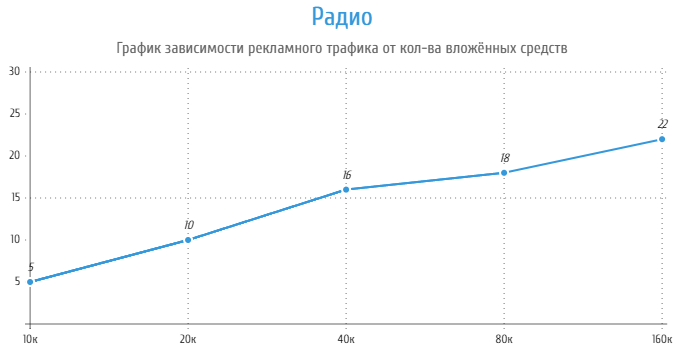 Радио
График зависимости рекламного трафика от кол-ва вложённых средств
30
25
20
15
10
5
5
10
16
18
22
10к
20к
40к
80к
160к